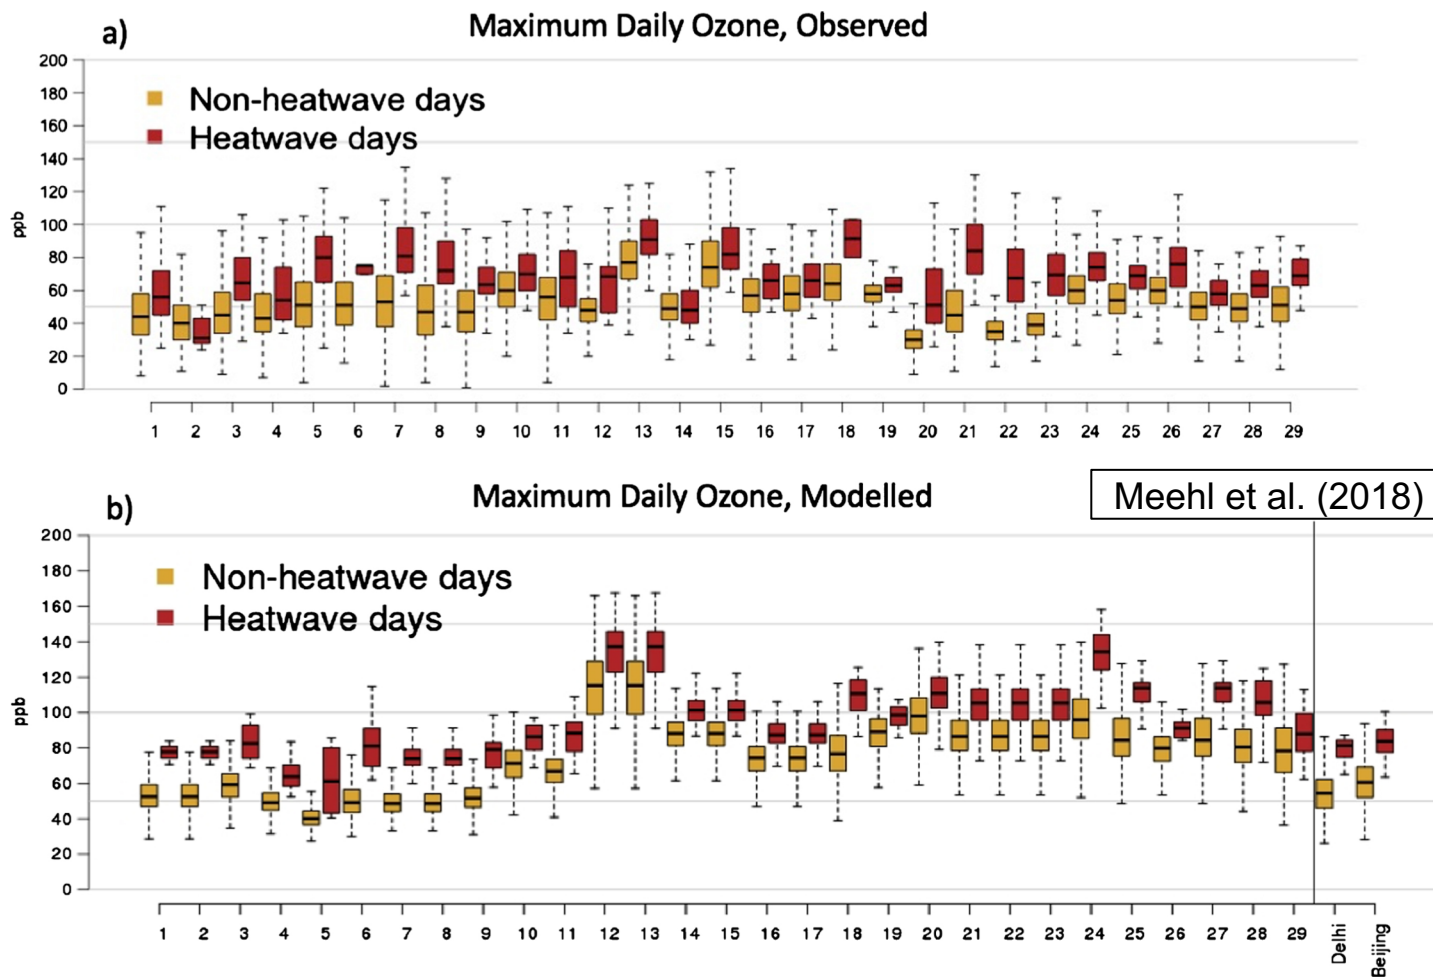 a)
Maximum Daily Ozone, Observed
200
180
160
140
120
100
80
60
40
20
0
ppb
Non-heatwave days
Heatwave days
1 2 3 4 5 6 7 8 9 10 11 12 13 14 15 16 17 18 19 20 21 22 23 24 25 26 27 28 29
b)
Maximum Daily Ozone, Modelled
Meehl et al. (2018)
200
180
160
140
120
100
80
60
40
20
0
ppb
Non-heatwave days
Heatwave days
1 2 3 4 5 6 7 8 9 10 11 12 13 14 15 16 17 18 19 20 21 22 23 24 25 26 27 28 29 Delhi Beijing